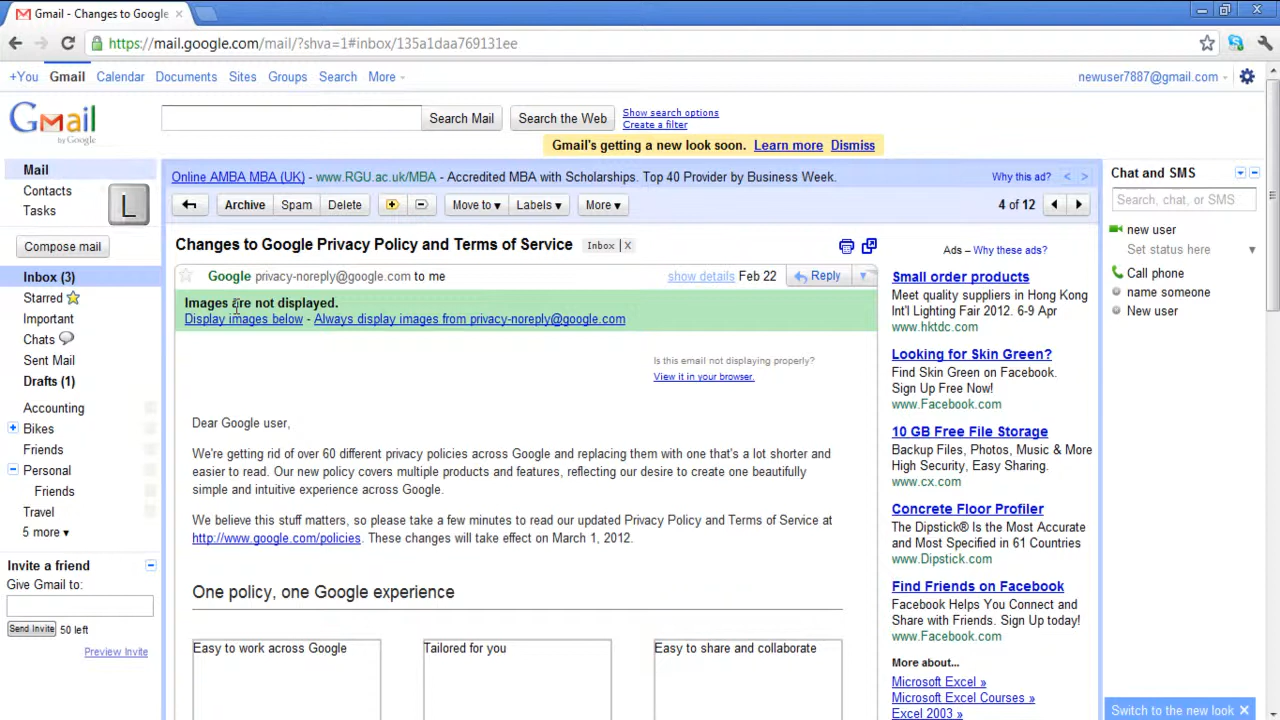 Gmail - Changes to Google
https://mail.google.com/mail/?shva=1#inbox/135a1daa769131ee
+You Gmail Calendar Documents Sites Groups Search More
newuser7887@gmail.com
Gmail
by Google
Search Mail
Search the Web
Show search options
Create a filter
Gmail's getting a new look soon. Learn more Dismiss
Mail
Contacts
Tasks
L
Compose mail
Inbox (3)
Starred
Important
Chats
Sent Mail
Drafts (1)
Accounting
Bikes
Friends
Personal
Friends
Travel
5 more
Invite a friend
Give Gmail to:
Send Invite 50 left
Preview Invite
Online AMBA MBA (UK) - www.RGU.ac.uk/MBA - Accredited MBA with Scholarships. Top 40 Provider by Business Week.
Why this ad? < >
Archive Spam Delete Move to Labels More
4 of 12
Changes to Google Privacy Policy and Terms of Service Inbox | X
Google privacy-noreply@google.com to me
show details Feb 22 Reply
Images are not displayed.
Display images below - Always display images from privacy-noreply@google.com
Is this email not displaying properly?
View it in your browser.
Dear Google user,
We're getting rid of over 60 different privacy policies across Google and replacing them with one that's a lot shorter and
easier to read. Our new policy covers multiple products and features, reflecting our desire to create one beautifully
simple and intuitive experience across Google.
We believe this stuff matters, so please take a few minutes to read our updated Privacy Policy and Terms of Service at
http://www.google.com/policies. These changes will take effect on March 1, 2012.
One policy, one Google experience
Easy to work across Google
Tailored for you
Easy to share and collaborate
Ads – Why these ads?
Small order products
Meet quality suppliers in Hong Kong
Int'l Lighting Fair 2012. 6-9 Apr
www.hktdc.com
Looking for Skin Green?
Find Skin Green on Facebook.
Sign Up Free Now!
www.Facebook.com
10 GB Free File Storage
Backup Files, Photos, Music & More
High Security, Easy Sharing.
www.cx.com
Concrete Floor Profiler
The Dipstick® Is the Most Accurate
and Most Specified in 61 Countries
www.Dipstick.com
Find Friends on Facebook
Facebook Helps You Connect and
Share with Friends. Sign Up today!
www.Facebook.com
More about...
Microsoft Excel »
Microsoft Excel Courses »
Excel 2003 »
Chat and SMS
Search, chat, or SMS
new user
Set status here
Call phone
name someone
New user
Switch to the new look X